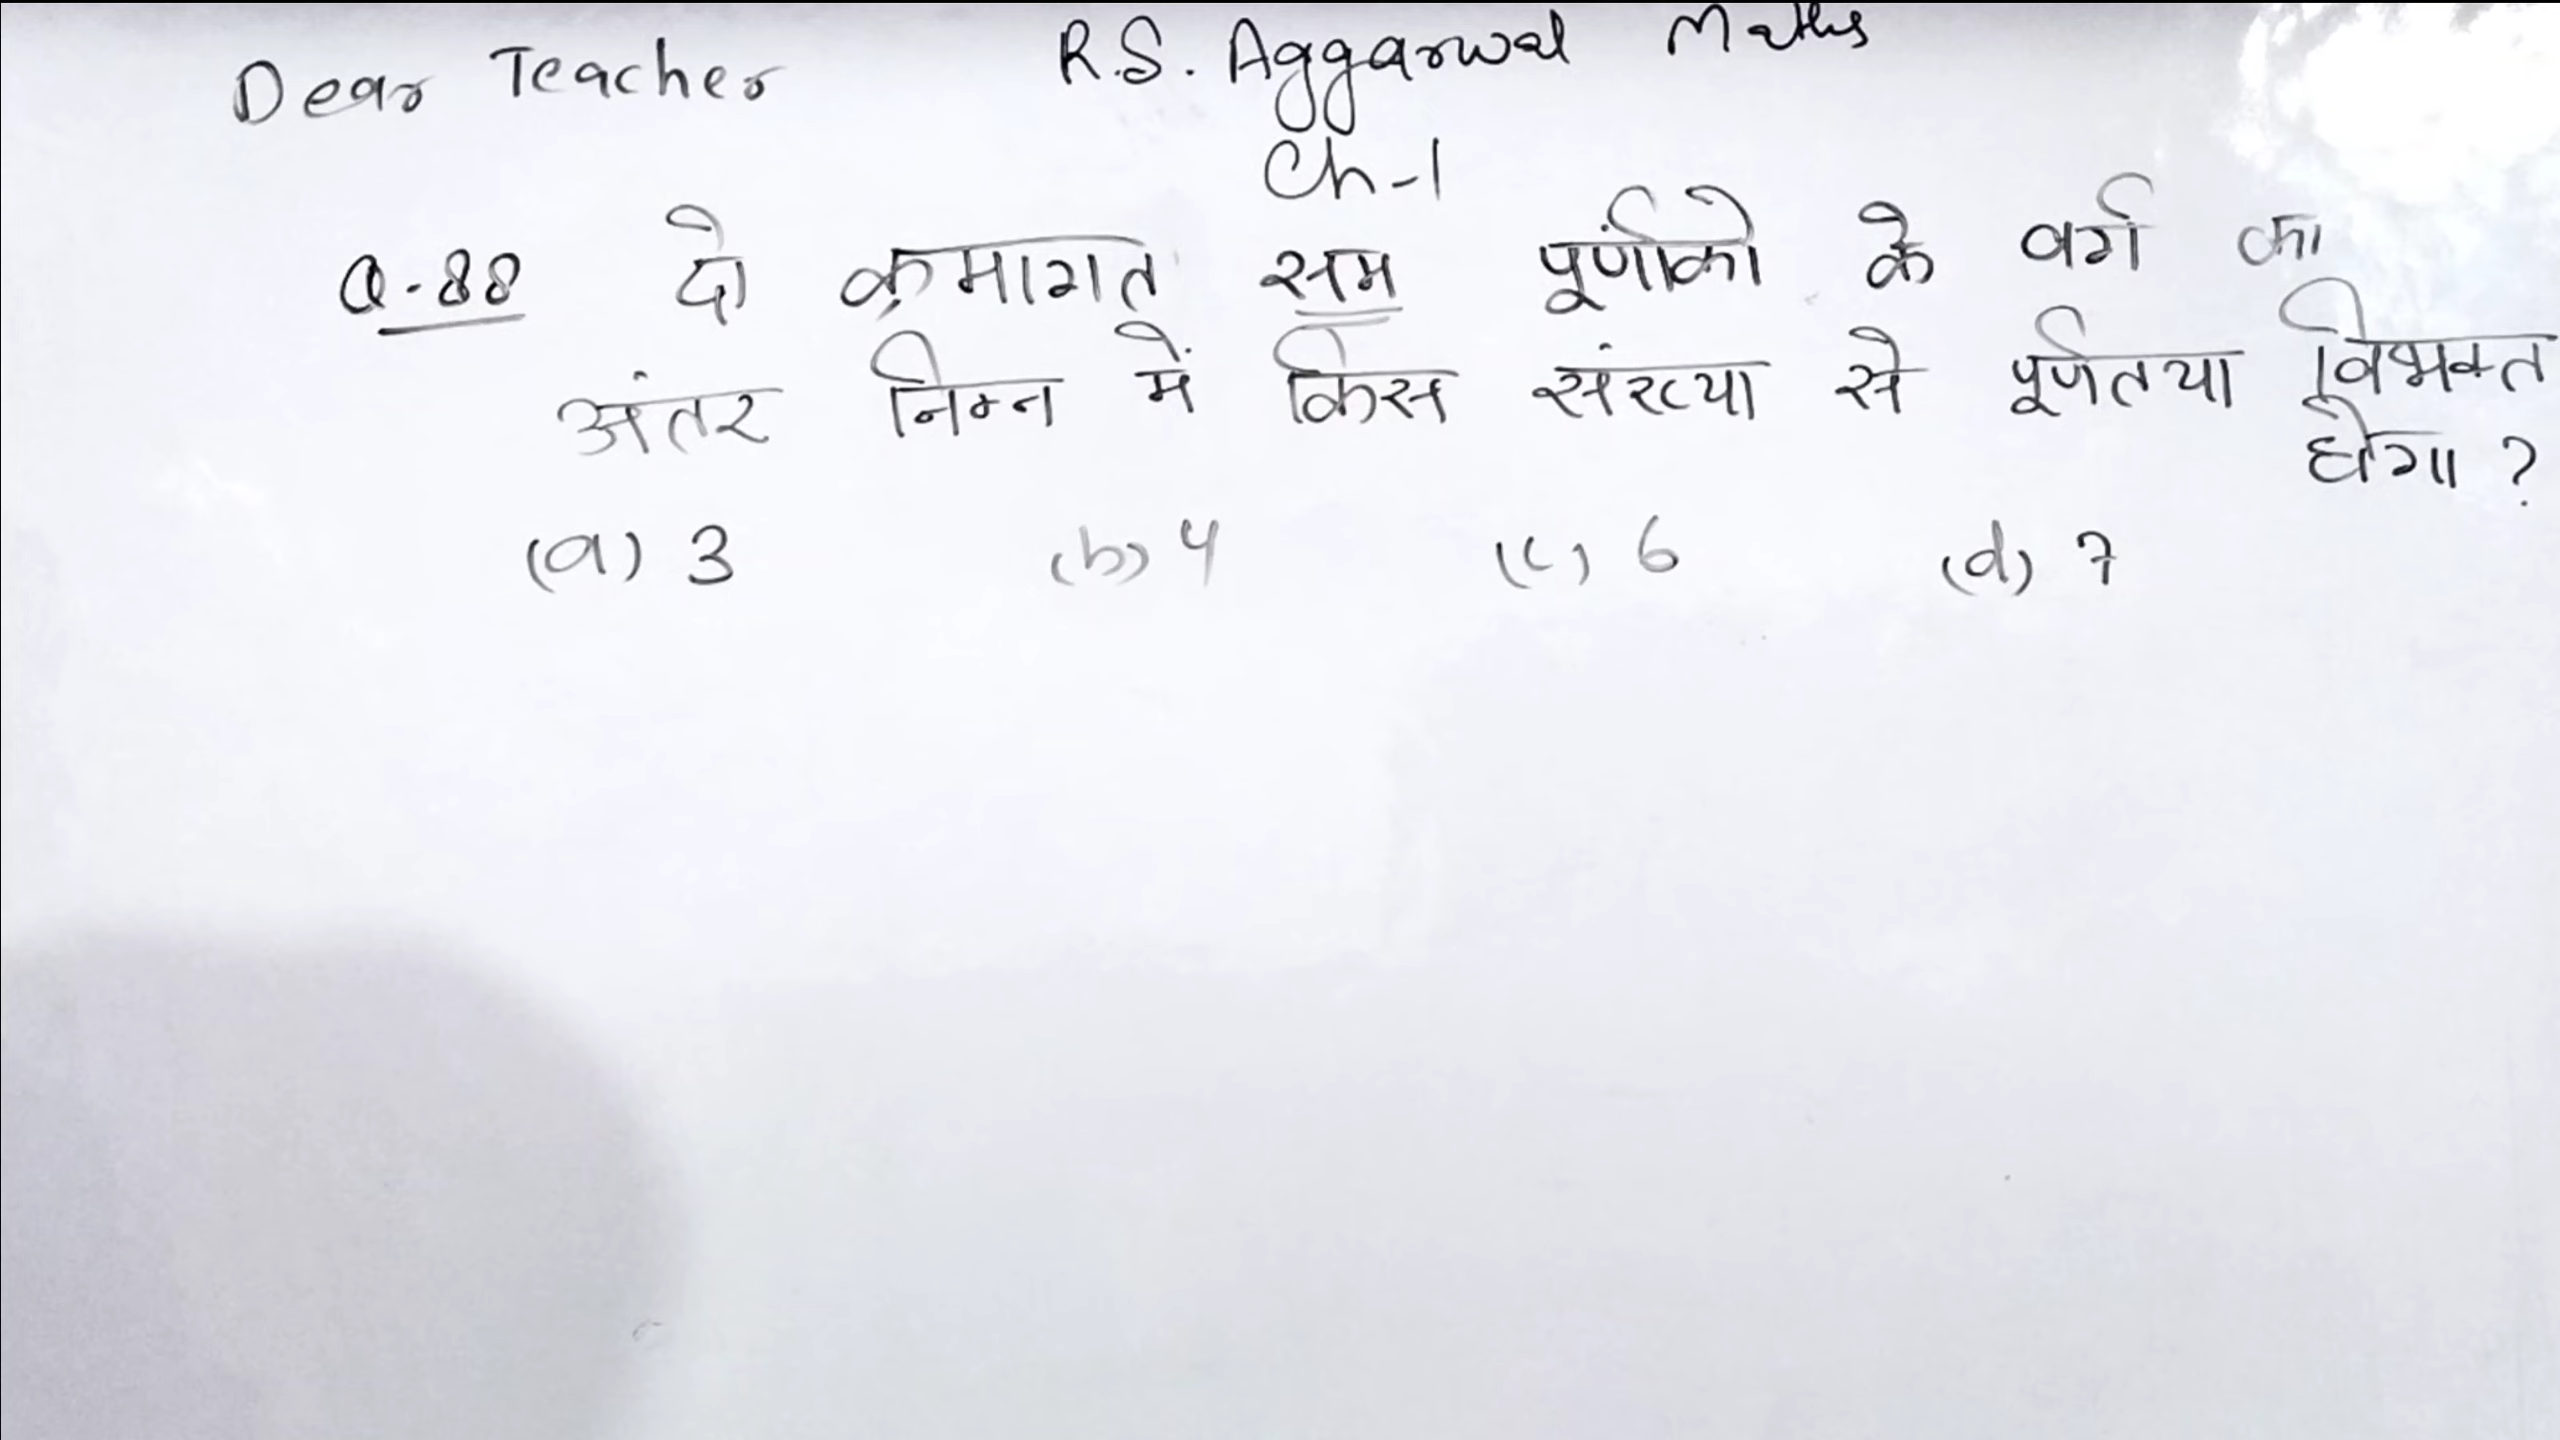 Dear Teacher R.S. Aggarwal Maths
Ch-1
Q.88 दो क्रमागत सम पूर्णांको के वर्ग का
अंतर निम्न में किस संख्या से पूर्णतया विभक्त
होगा ?
(a) 3 (b) 4 (c) 6 (d) 7